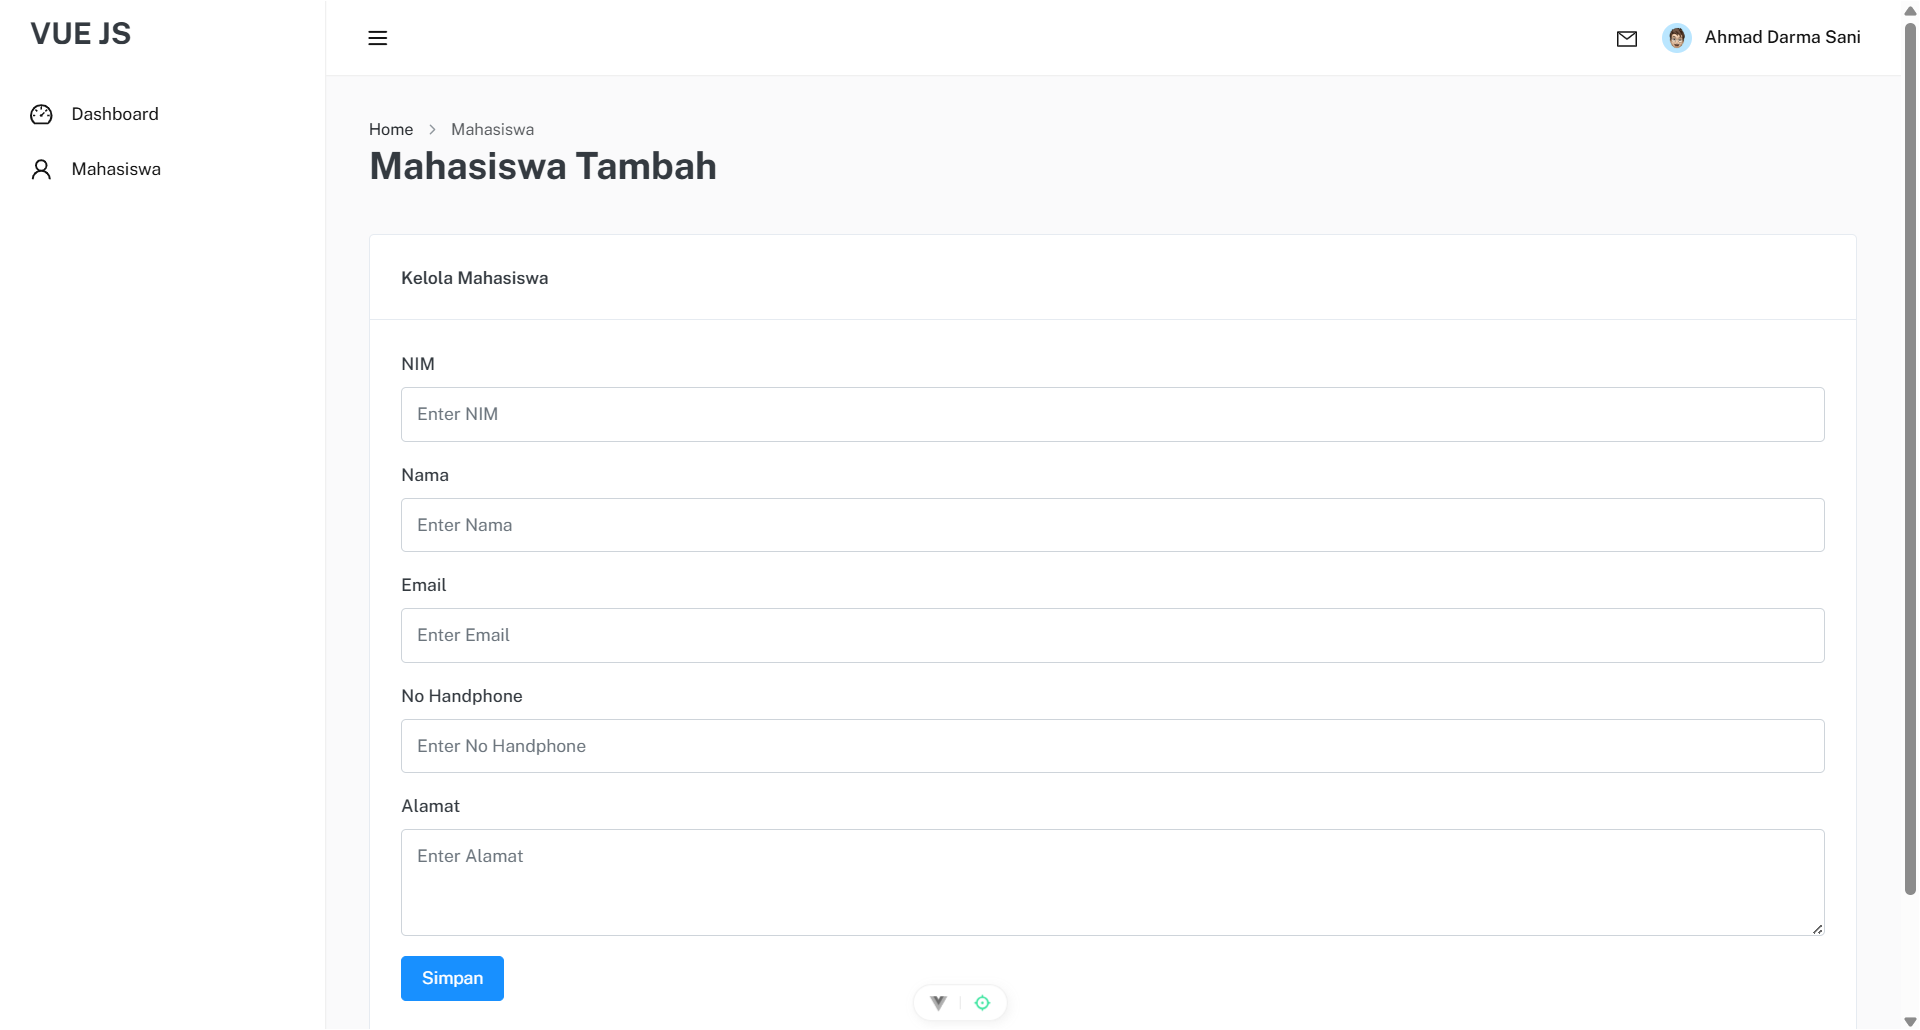 VUE JS
Dashboard
Mahasiswa
Ahmad Darma Sani
Home > Mahasiswa
Mahasiswa Tambah
Kelola Mahasiswa
NIM
Enter NIM
Nama
Enter Nama
Email
Enter Email
No Handphone
Enter No Handphone
Alamat
Enter Alamat
Simpan